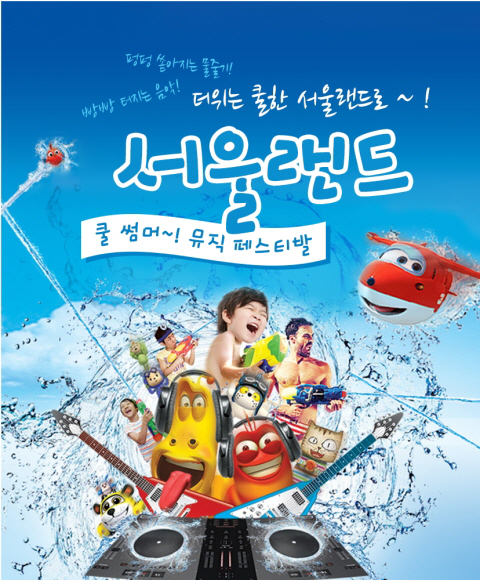 펑펑 쏟아지는 물줄기!
빵빵 터지는 음악!
더위는 쿨한 서울랜드로 ~ !
서울랜드
쿨 썸머~! 뮤직 페스티발